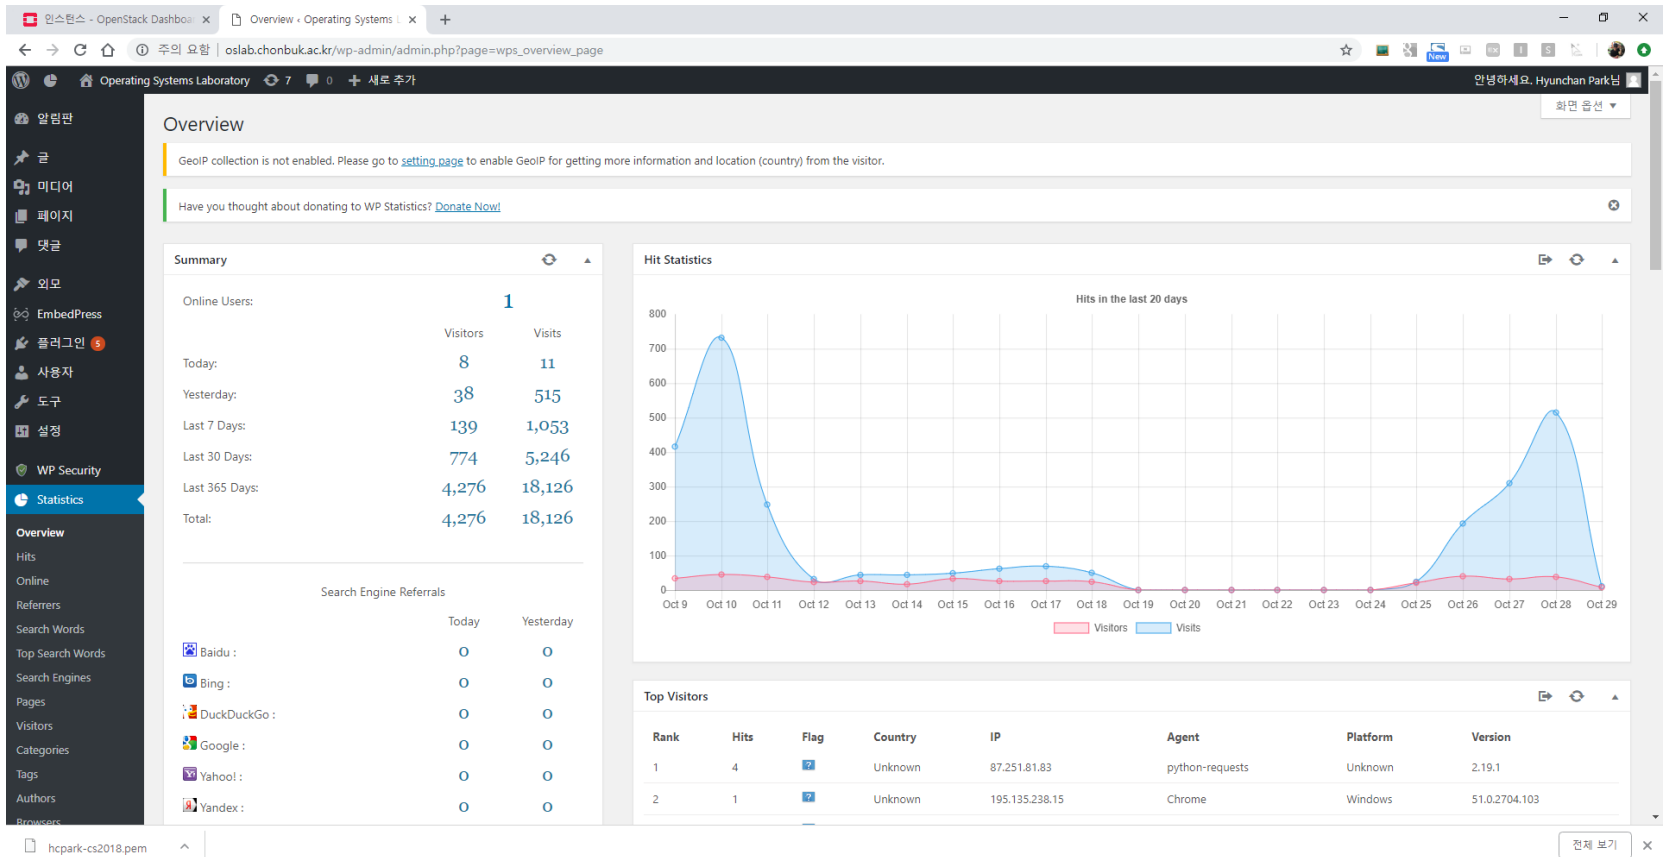 인스턴스 - OpenStack Dashboa
Overview ‹ Operating Systems L
주의 요함
oslab.chonbuk.ac.kr/wp-admin/admin.php?page=wps_overview_page
New
Operating Systems Laboratory
7
0
새로 추가
안녕하세요, Hyunchan Park님
화면 옵션
알림판
글
미디어
페이지
댓글
외모
EmbedPress
플러그인 5
사용자
도구
설정
WP Security
Statistics
Overview
Hits
Online
Referrers
Search Words
Top Search Words
Search Engines
Pages
Visitors
Categories
Tags
Authors
Browsers
Overview
GeoIP collection is not enabled. Please go to setting page to enable GeoIP for getting more information and location (country) from the visitor.
Have you thought about donating to WP Statistics? Donate Now!
Summary
Online Users: 1
Visitors Visits
Today: 8 11
Yesterday: 38 515
Last 7 Days: 139 1,053
Last 30 Days: 774 5,246
Last 365 Days: 4,276 18,126
Total: 4,276 18,126
Search Engine Referrals
Today Yesterday
Baidu : 0 0
Bing : 0 0
DuckDuckGo : 0 0
Google : 0 0
Yahoo! : 0 0
Yandex : 0 0
Hit Statistics
Hits in the last 20 days
800
700
600
500
400
300
200
100
0
Oct 9 Oct 10 Oct 11 Oct 12 Oct 13 Oct 14 Oct 15 Oct 16 Oct 17 Oct 18 Oct 19 Oct 20 Oct 21 Oct 22 Oct 23 Oct 24 Oct 25 Oct 26 Oct 27 Oct 28 Oct 29
Visitors Visits
Top Visitors
Rank Hits Flag Country IP Agent Platform Version
1 4 ? Unknown 87.251.81.83 python-requests Unknown 2.19.1
2 1 ? Unknown 195.135.238.15 Chrome Windows 51.0.2704.103
hcpark-cs2018.pem
전체 보기